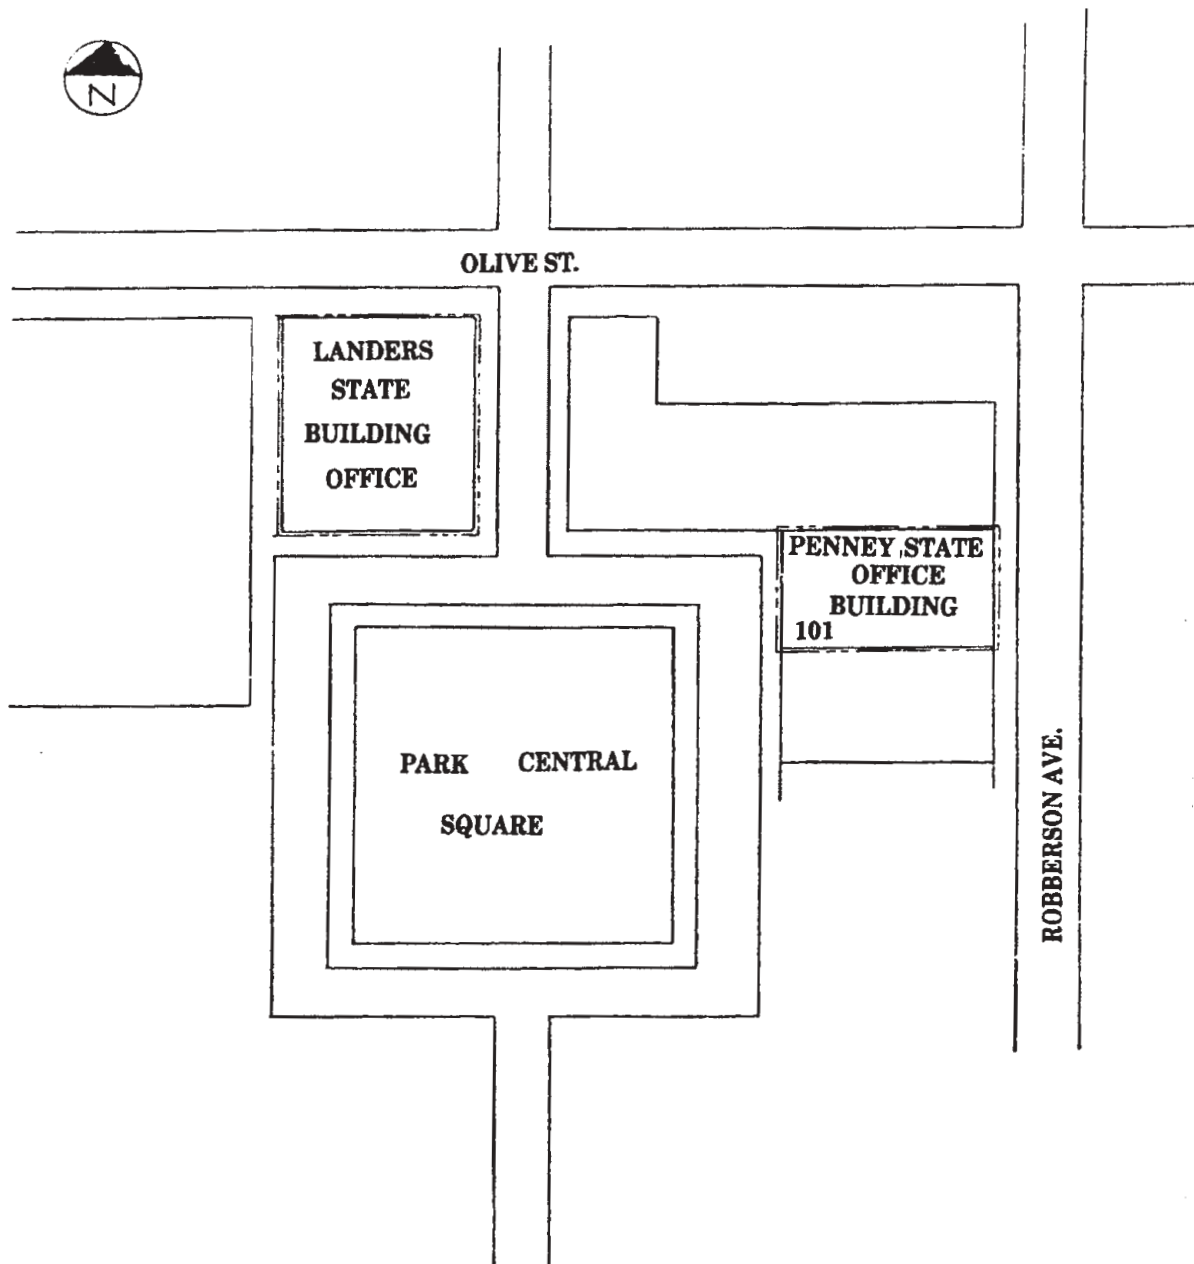 N
OLIVE ST.
LANDERS
STATE
BUILDING
OFFICE
PENNEY STATE
OFFICE
BUILDING
101
PARK CENTRAL
SQUARE
ROBBERSON AVE.